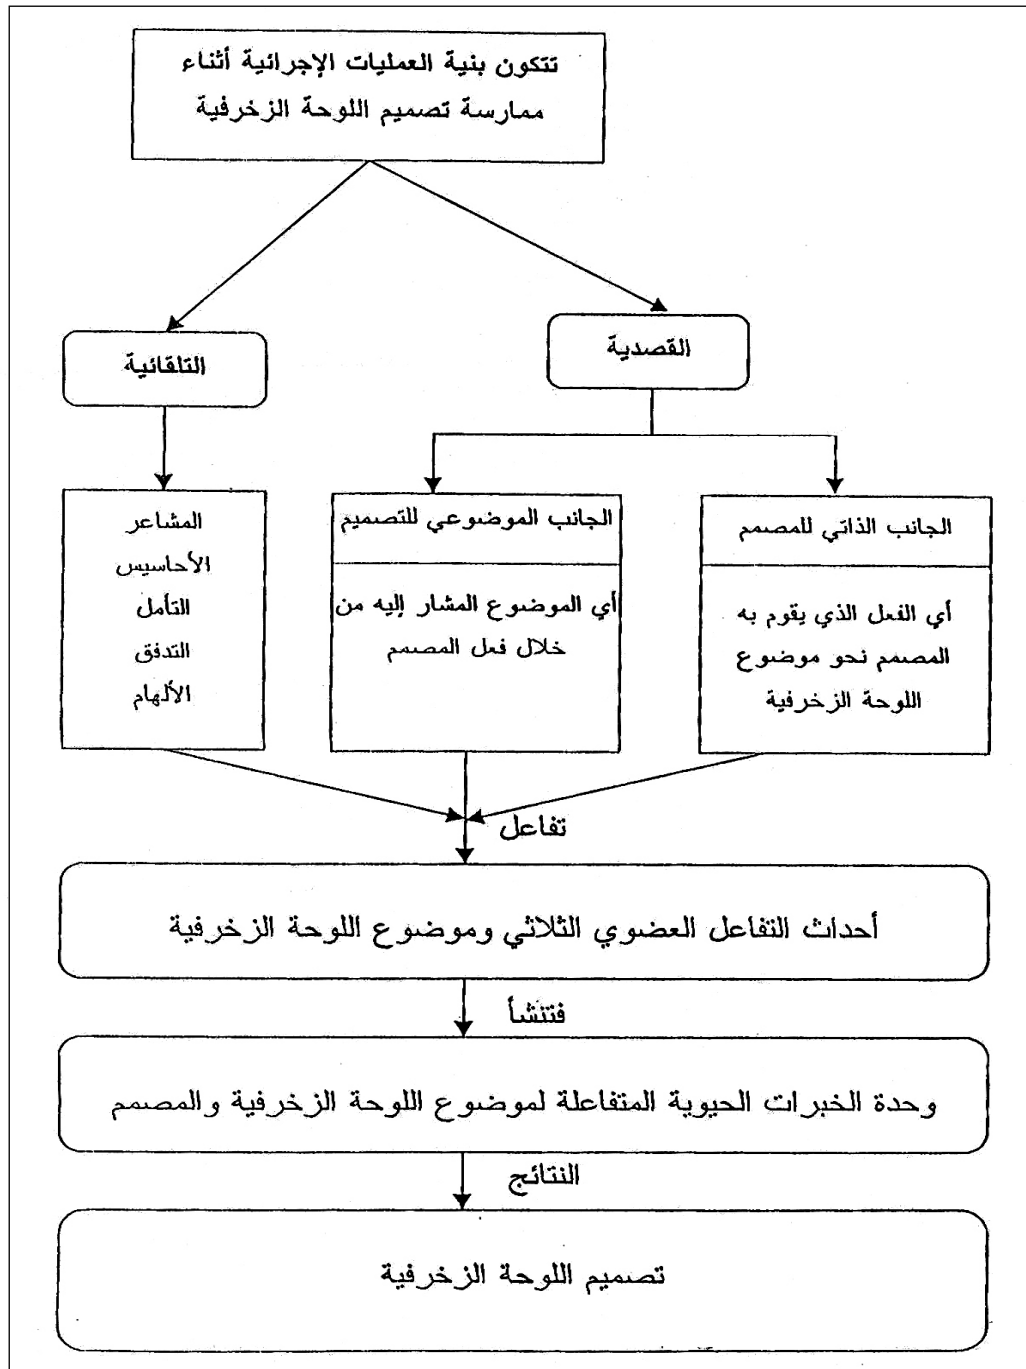 تتكون بنية العمليات الإجرائية أثناء
ممارسة تصميم اللوحة الزخرفية
القصدية
التلقائية
الجانب الذاتي للمصمم
أي الفعل الذي يقوم به
المصمم نحو موضوع
اللوحة الزخرفية
الجانب الموضوعي للتصميم
أي الموضوع المشار إليه من
خلال فعل المصمم
المشاعر
الأحاسيس
التأمل
التدفق
الألهام
تفاعل
أحداث التفاعل العضوي الثلاثي وموضوع اللوحة الزخرفية
فتنشأ
وحدة الخبرات الحيوية المتفاعلة لموضوع اللوحة الزخرفية والمصمم
النتائج
تصميم اللوحة الزخرفية